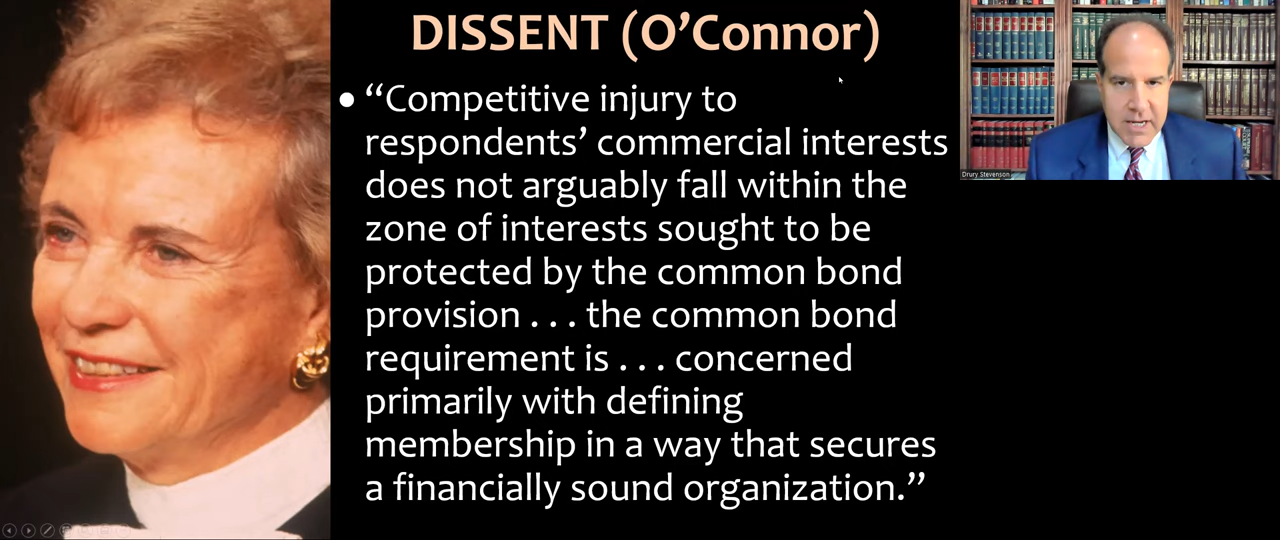 DISSENT (O’Connor)
• “Competitive injury to
respondents’ commercial interests
does not arguably fall within the
zone of interests sought to be
protected by the common bond
provision . . . the common bond
requirement is . . . concerned
primarily with defining
membership in a way that secures
a financially sound organization.”
Drury Stevenson